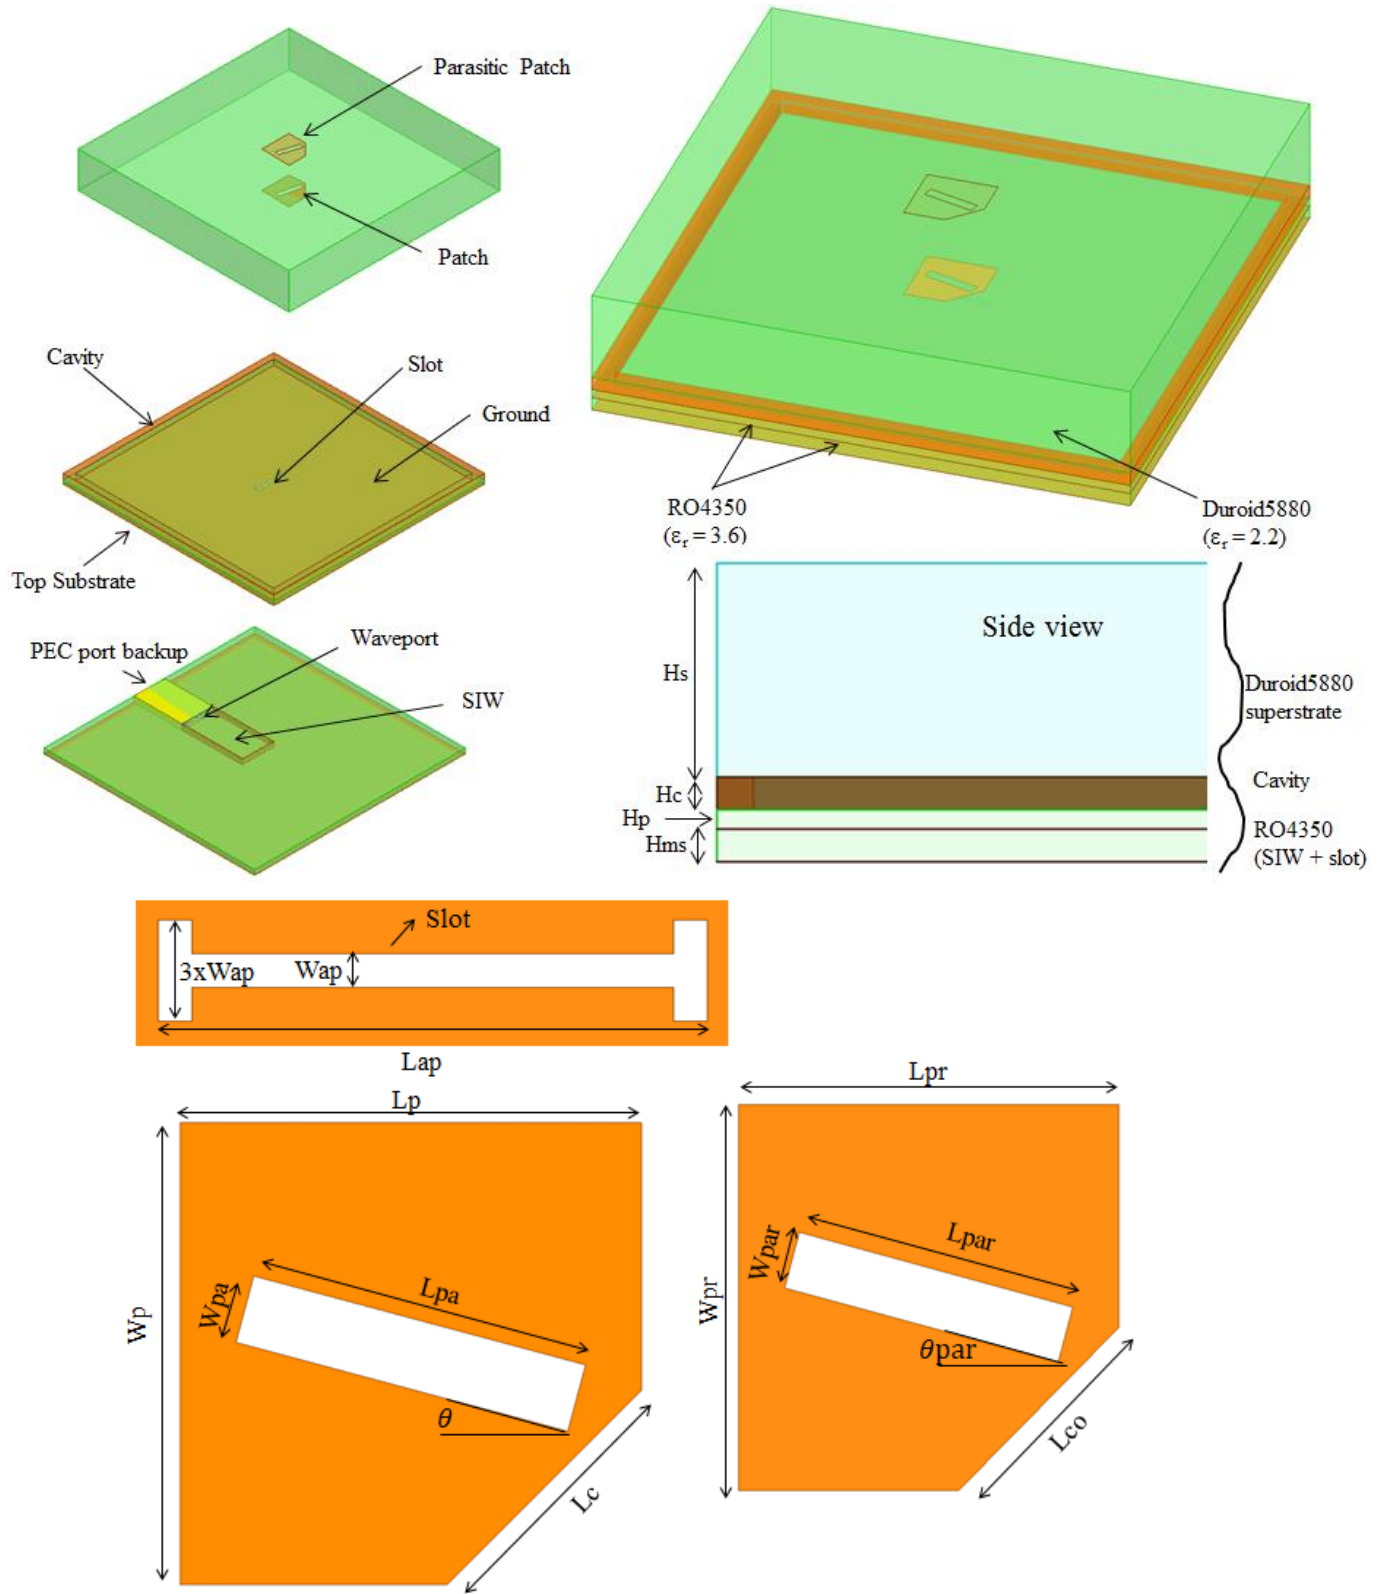 Parasitic Patch
Patch
Cavity
Slot
Ground
Top Substrate
PEC port backup
Waveport
SIW
RO4350
(εr = 3.6)
Duroid5880
(εr = 2.2)
Side view
Hs
Hc
Hp
Hms
Duroid5880
superstrate
Cavity
RO4350
(SIW + slot)
Slot
3xWap
Wap
Lap
Lp
Wp
Wpa
Lpa
θ
Lc
Lpr
Wpr
Wpar
Lpar
θpar
Lco